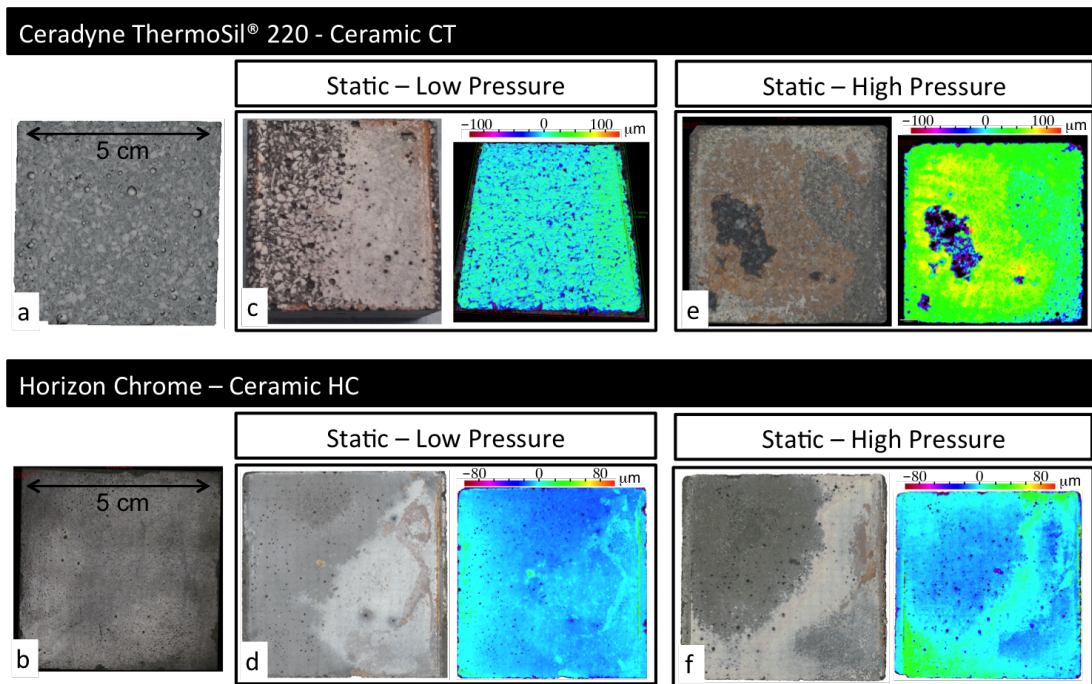 Ceradyne ThermoSil® 220 - Ceramic CT
Static – Low Pressure
Static – High Pressure
5 cm
a
c
−100 0 100 μm
e
−100 0 100 μm
Horizon Chrome – Ceramic HC
Static – Low Pressure
Static – High Pressure
5 cm
b
d
−80 0 80 μm
f
−80 0 80 μm